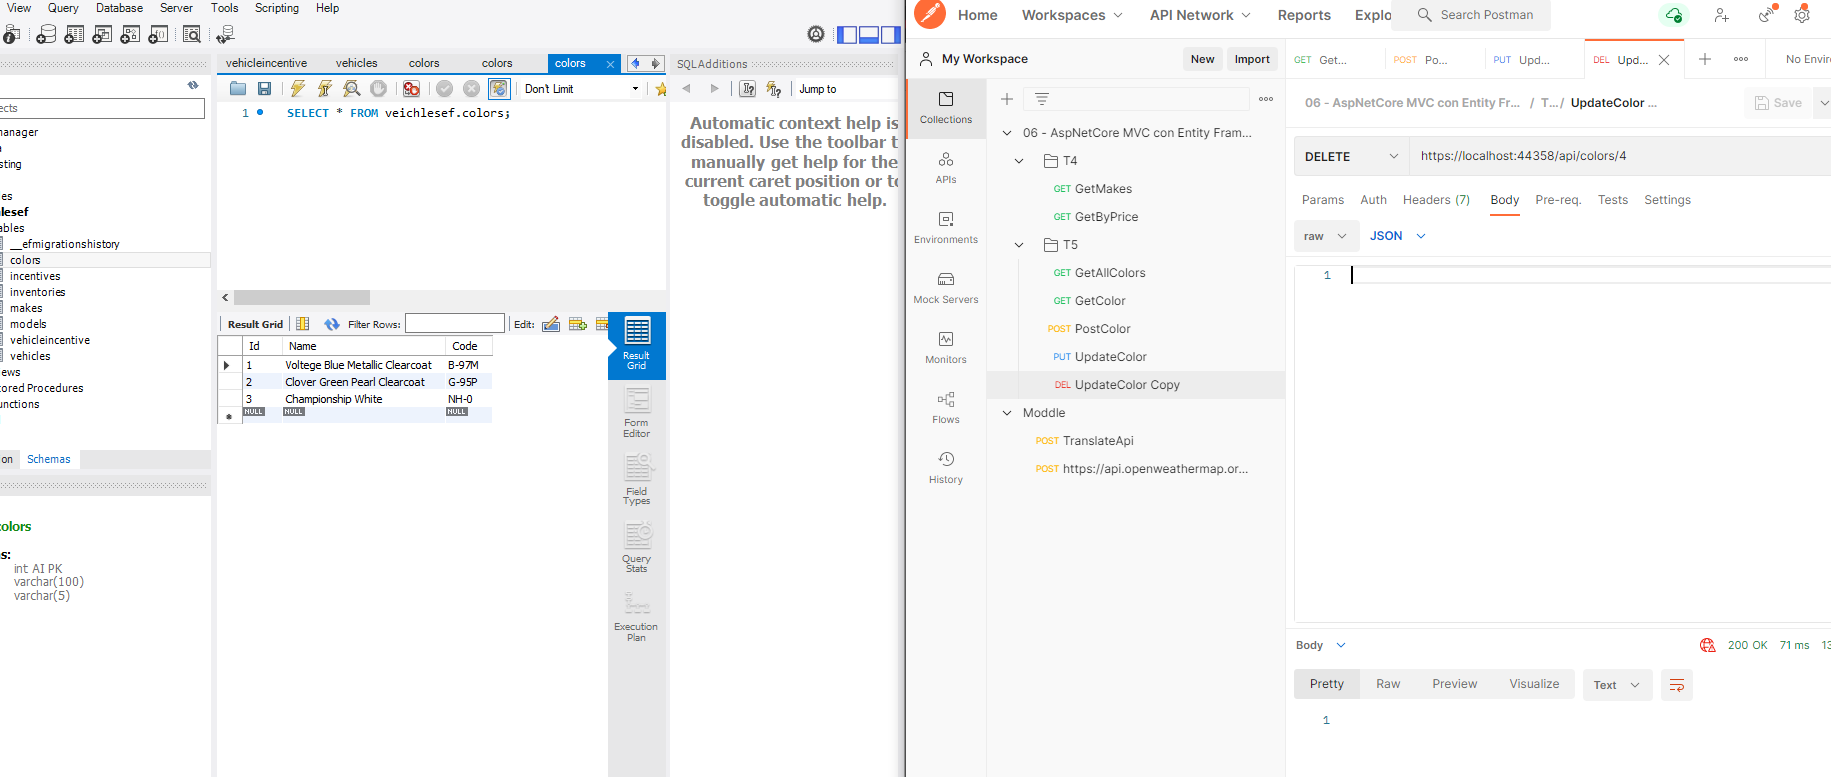 View Query Database Server Tools Scripting Help
vehicleincentive vehicles colors colors colors
Don't Limit
1 SELECT * FROM veichlesef.colors;
ects
manager
a
sting
es
lesef
ables
__efmigrationshistory
colors
incentives
inventories
makes
models
vehicleincentive
vehicles
ews
tored Procedures
unctions
on Schemas
colors
s:
int AI PK
varchar(100)
varchar(5)
Result Grid Filter Rows: Edit:
Id Name Code
1 Voltege Blue Metallic Clearcoat B-97M
2 Clover Green Pearl Clearcoat G-95P
3 Championship White NH-0
NULL NULL NULL
Result
Grid
Form
Editor
Field
Types
Query
Stats
Execution
Plan
SQLAdditions
Jump to
Automatic context help is
disabled. Use the toolbar t
manually get help for the
current caret position or to
toggle automatic help.
Home Workspaces API Network Reports Explo Search Postman
My Workspace New Import
Collections
APIs
Environments
Mock Servers
Monitors
Flows
History
06 - AspNetCore MVC con Entity Fram...
T4
GET GetMakes
GET GetByPrice
T5
GET GetAllColors
GET GetColor
POST PostColor
PUT UpdateColor
DEL UpdateColor Copy
Moddle
POST TranslateApi
POST https://api.openweathermap.or...
GET Get... POST Po... PUT Upd... DEL Upd... No Enviro
06 - AspNetCore MVC con Entity Fr... / T.../ UpdateColor ... Save
DELETE https://localhost:44358/api/colors/4
Params Auth Headers (7) Body Pre-req. Tests Settings
raw JSON
1
Body 200 OK 71 ms 13
Pretty Raw Preview Visualize Text
1